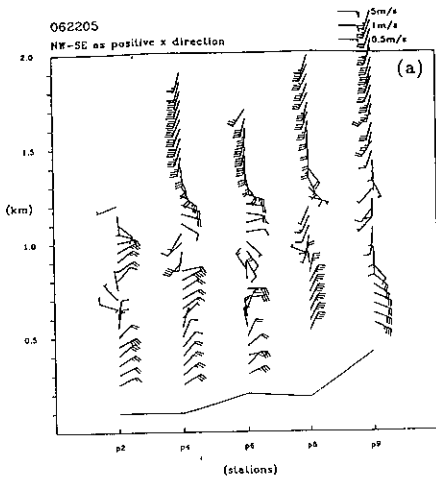 062205
NW-SE as positive x direction
5m/s
1m/s
0.5m/s
(a)
2.0
1.5
(km)
1.0
0.5
p2 p4 p6 p8 p9
(stations)